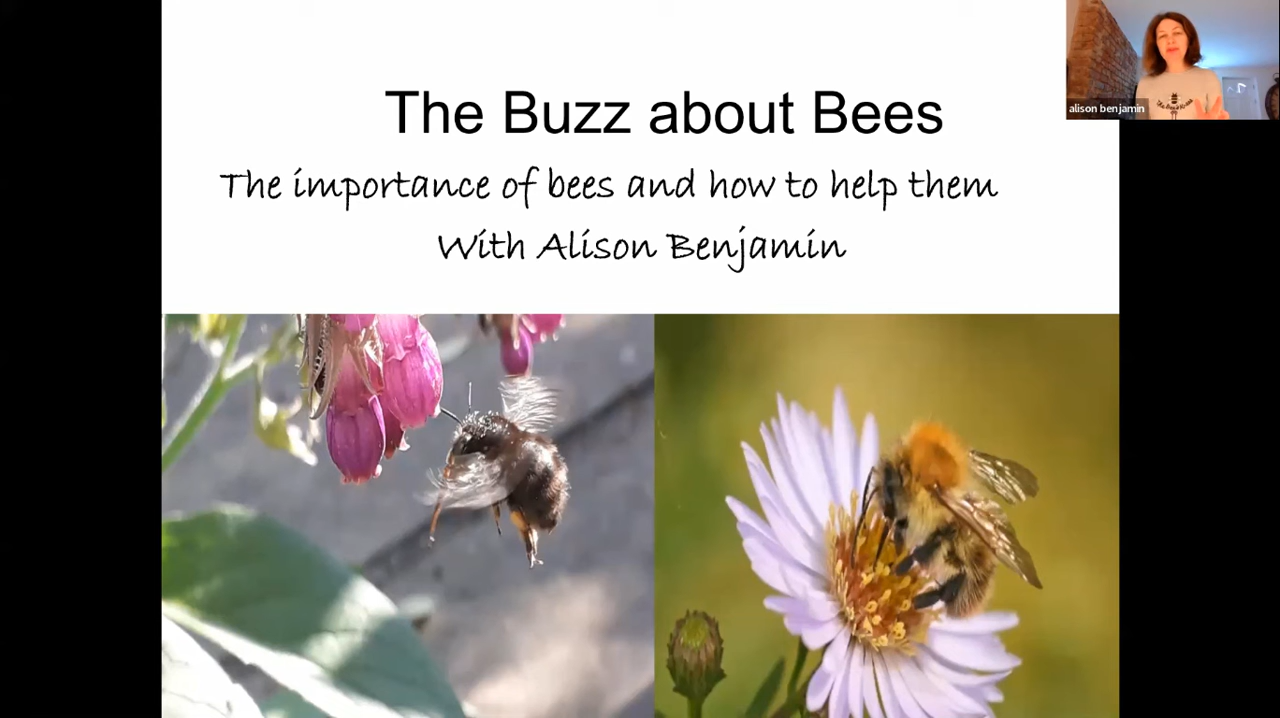 The Buzz about Bees
The importance of bees and how to help them
With Alison Benjamin
alison benjamin